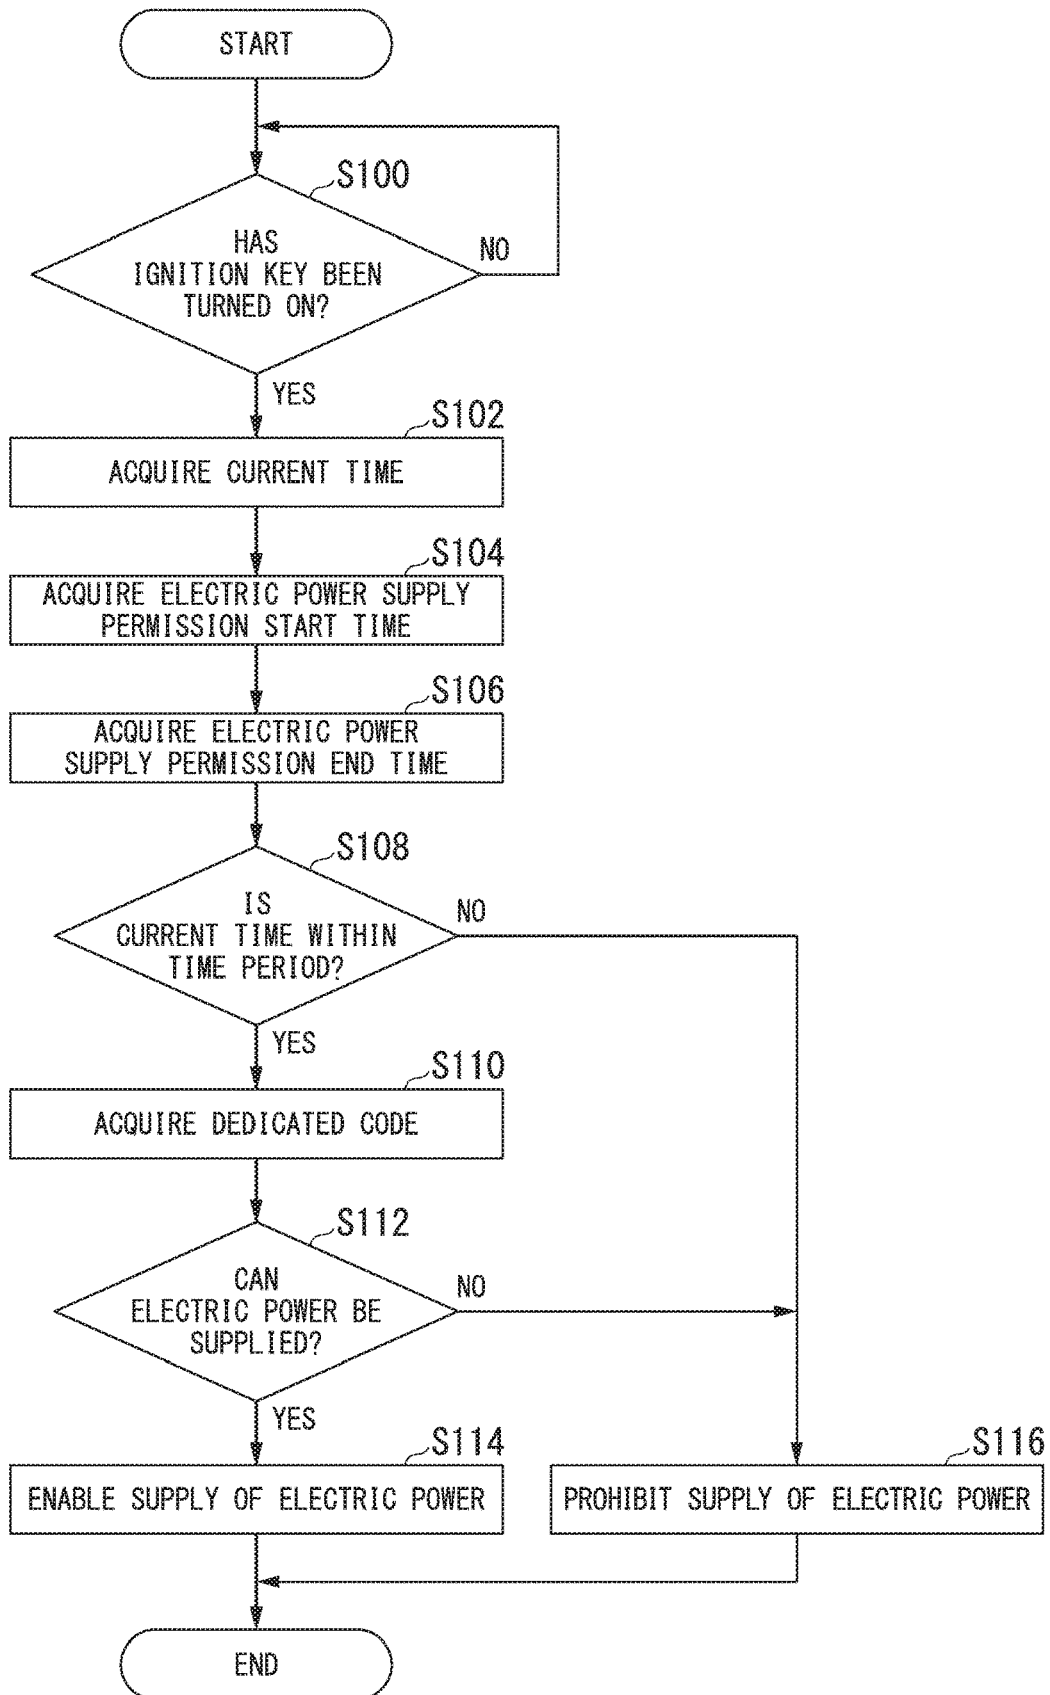 START
S100
HAS
IGNITION KEY BEEN
TURNED ON?
NO
YES
S102
ACQUIRE CURRENT TIME
S104
ACQUIRE ELECTRIC POWER SUPPLY
PERMISSION START TIME
S106
ACQUIRE ELECTRIC POWER
SUPPLY PERMISSION END TIME
S108
IS
CURRENT TIME WITHIN
TIME PERIOD?
NO
YES
S110
ACQUIRE DEDICATED CODE
S112
CAN
ELECTRIC POWER BE
SUPPLIED?
NO
YES
S114
ENABLE SUPPLY OF ELECTRIC POWER
S116
PROHIBIT SUPPLY OF ELECTRIC POWER
END